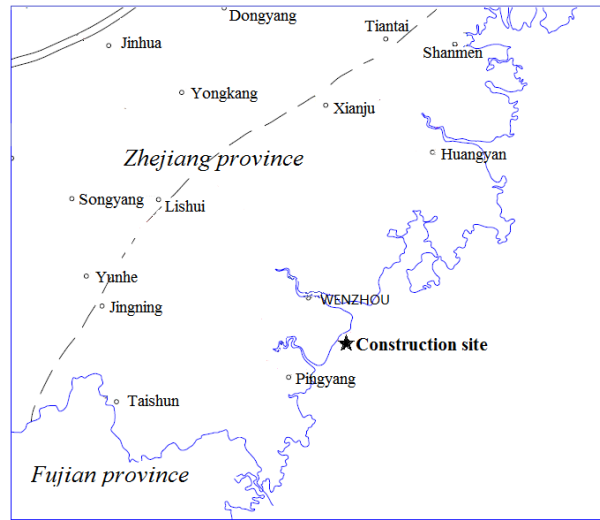 Dongyang
Tiantai
Jinhua
Shanmen
Yongkang
Xianju
Zhejiang province
Huangyan
Songyang
Lishui
Yunhe
WENZHOU
Jingning
Construction site
Pingyang
Taishun
Fujian province